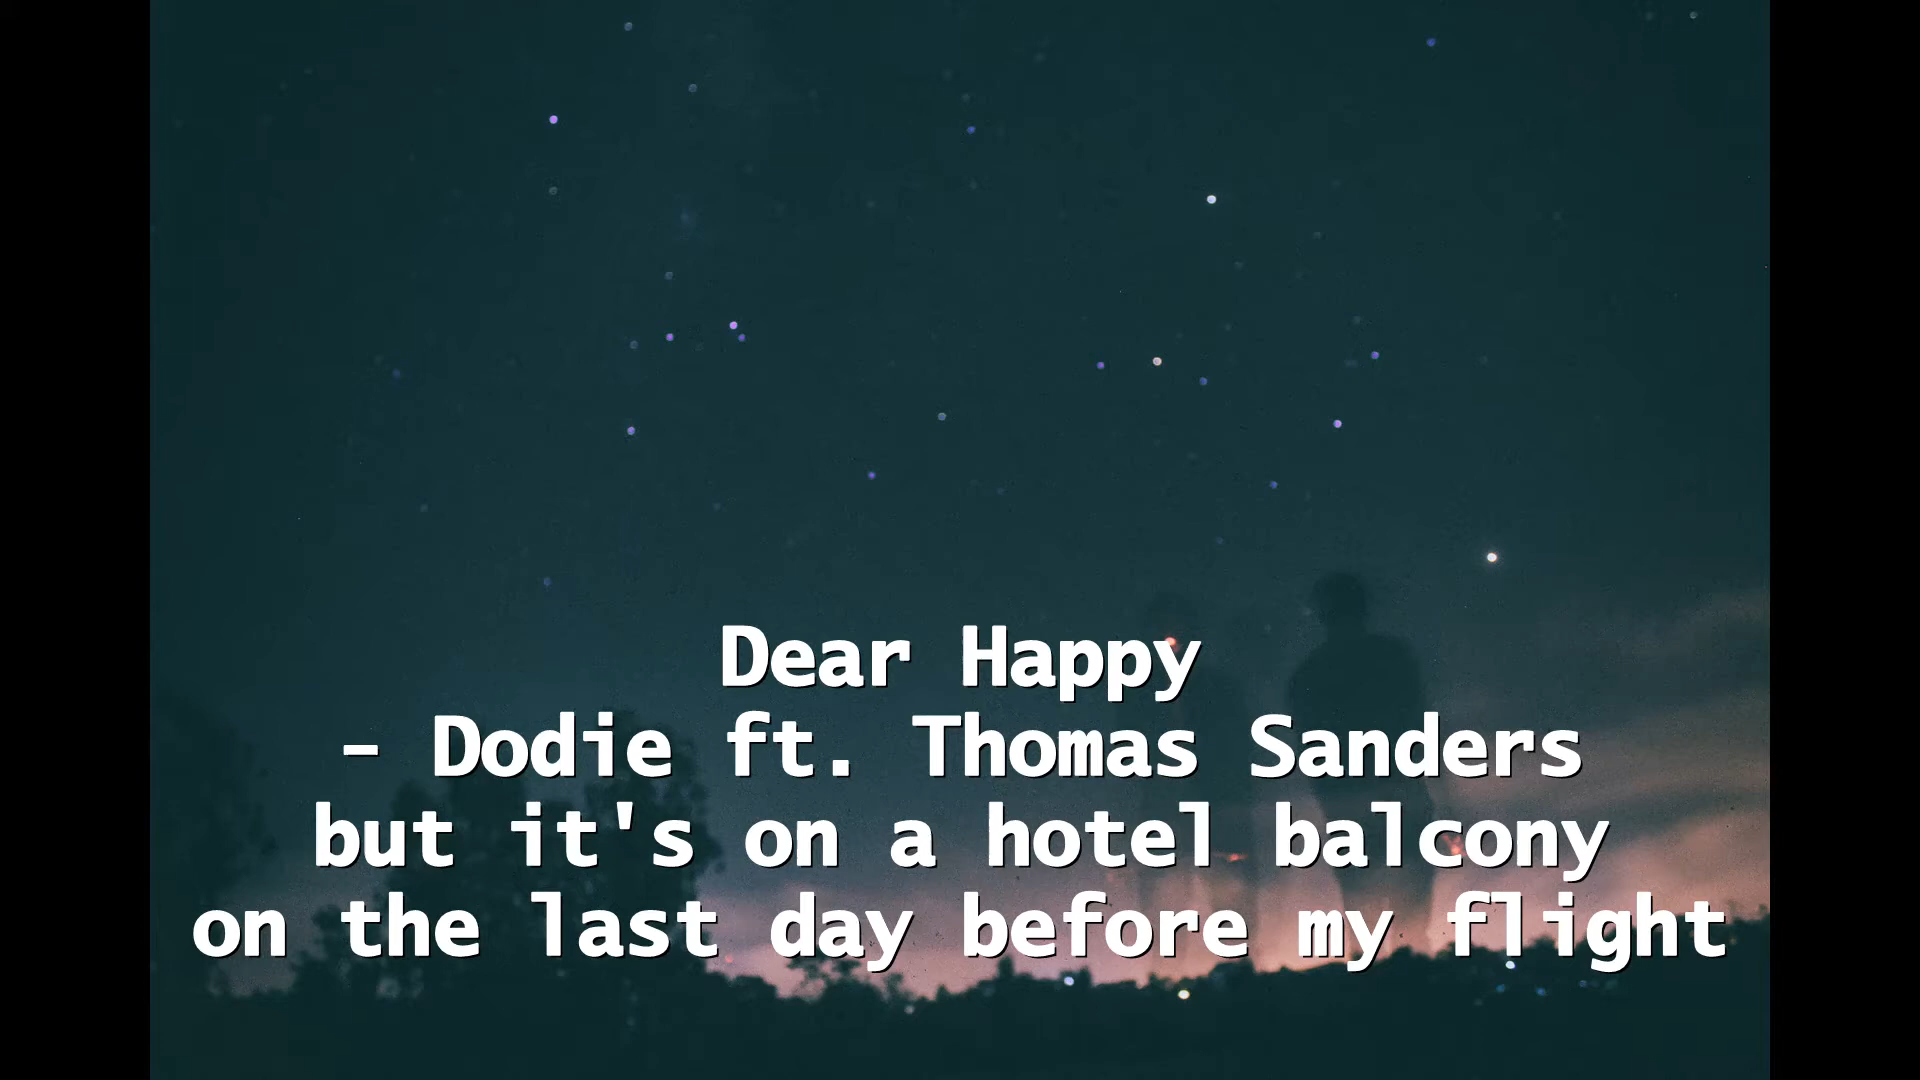 Dear Happy
- Dodie ft. Thomas Sanders
but it's on a hotel balcony
on the last day before my flight